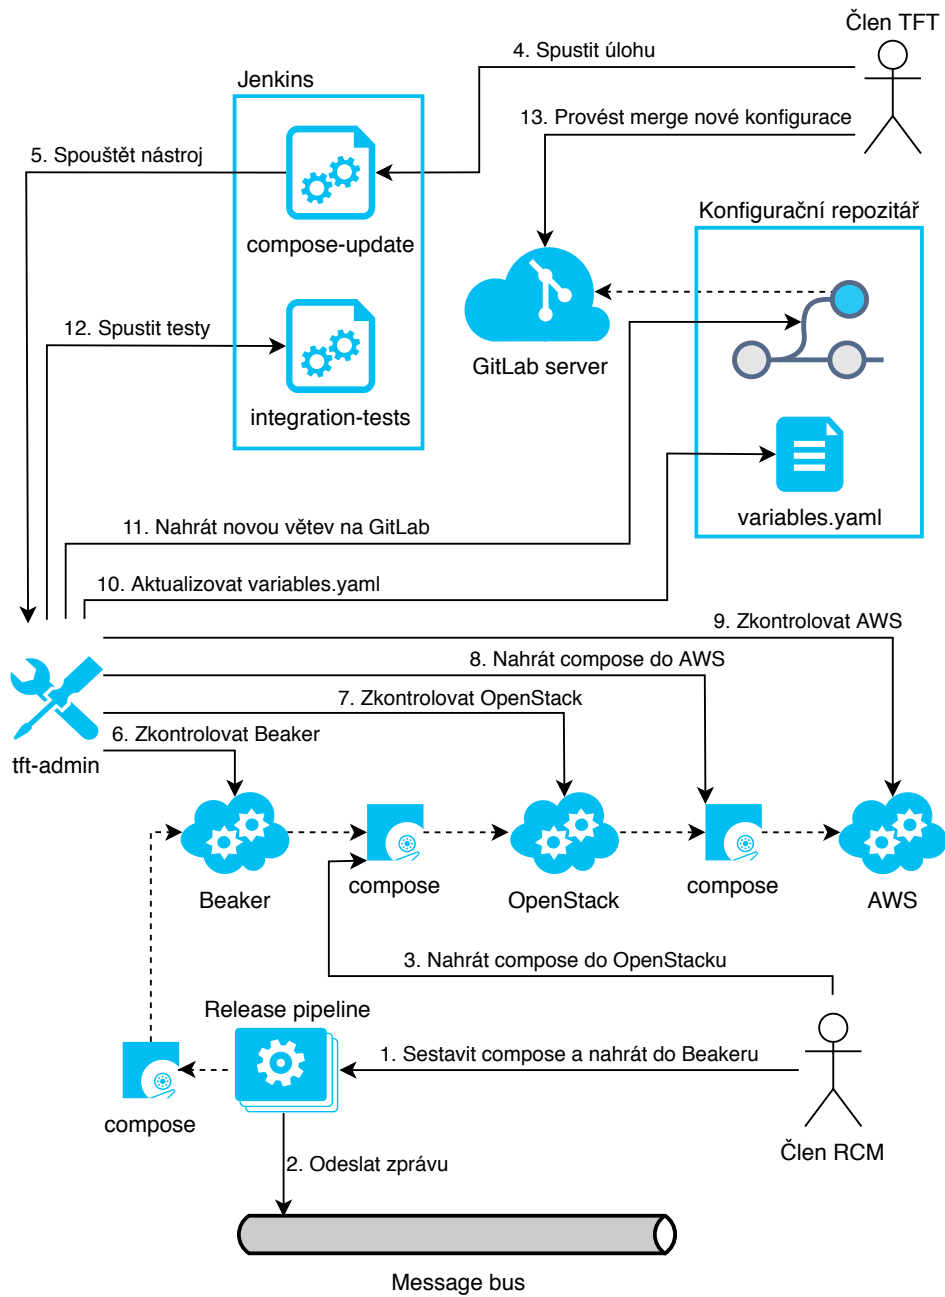 Člen TFT
4. Spustit úlohu
Jenkins
13. Provést merge nové konfigurace
5. Spouštět nástroj
Konfigurační repozitář
compose-update
12. Spustit testy
GitLab server
integration-tests
variables.yaml
11. Nahrát novou větev na GitLab
10. Aktualizovat variables.yaml
9. Zkontrolovat AWS
8. Nahrát compose do AWS
7. Zkontrolovat OpenStack
6. Zkontrolovat Beaker
tft-admin
compose
compose
Beaker
OpenStack
AWS
3. Nahrát compose do OpenStacku
Release pipeline
1. Sestavit compose a nahrát do Beakeru
compose
Člen RCM
2. Odeslat zprávu
Message bus